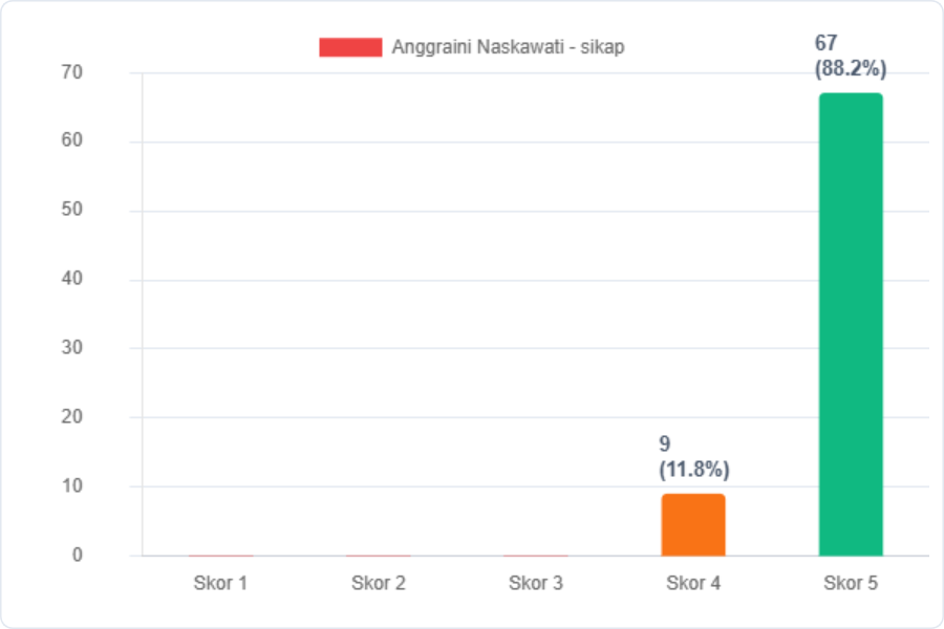 Anggraini Naskawati - sikap
67
(88.2%)
70
60
50
40
30
20
10
0
9
(11.8%)
Skor 1
Skor 2
Skor 3
Skor 4
Skor 5